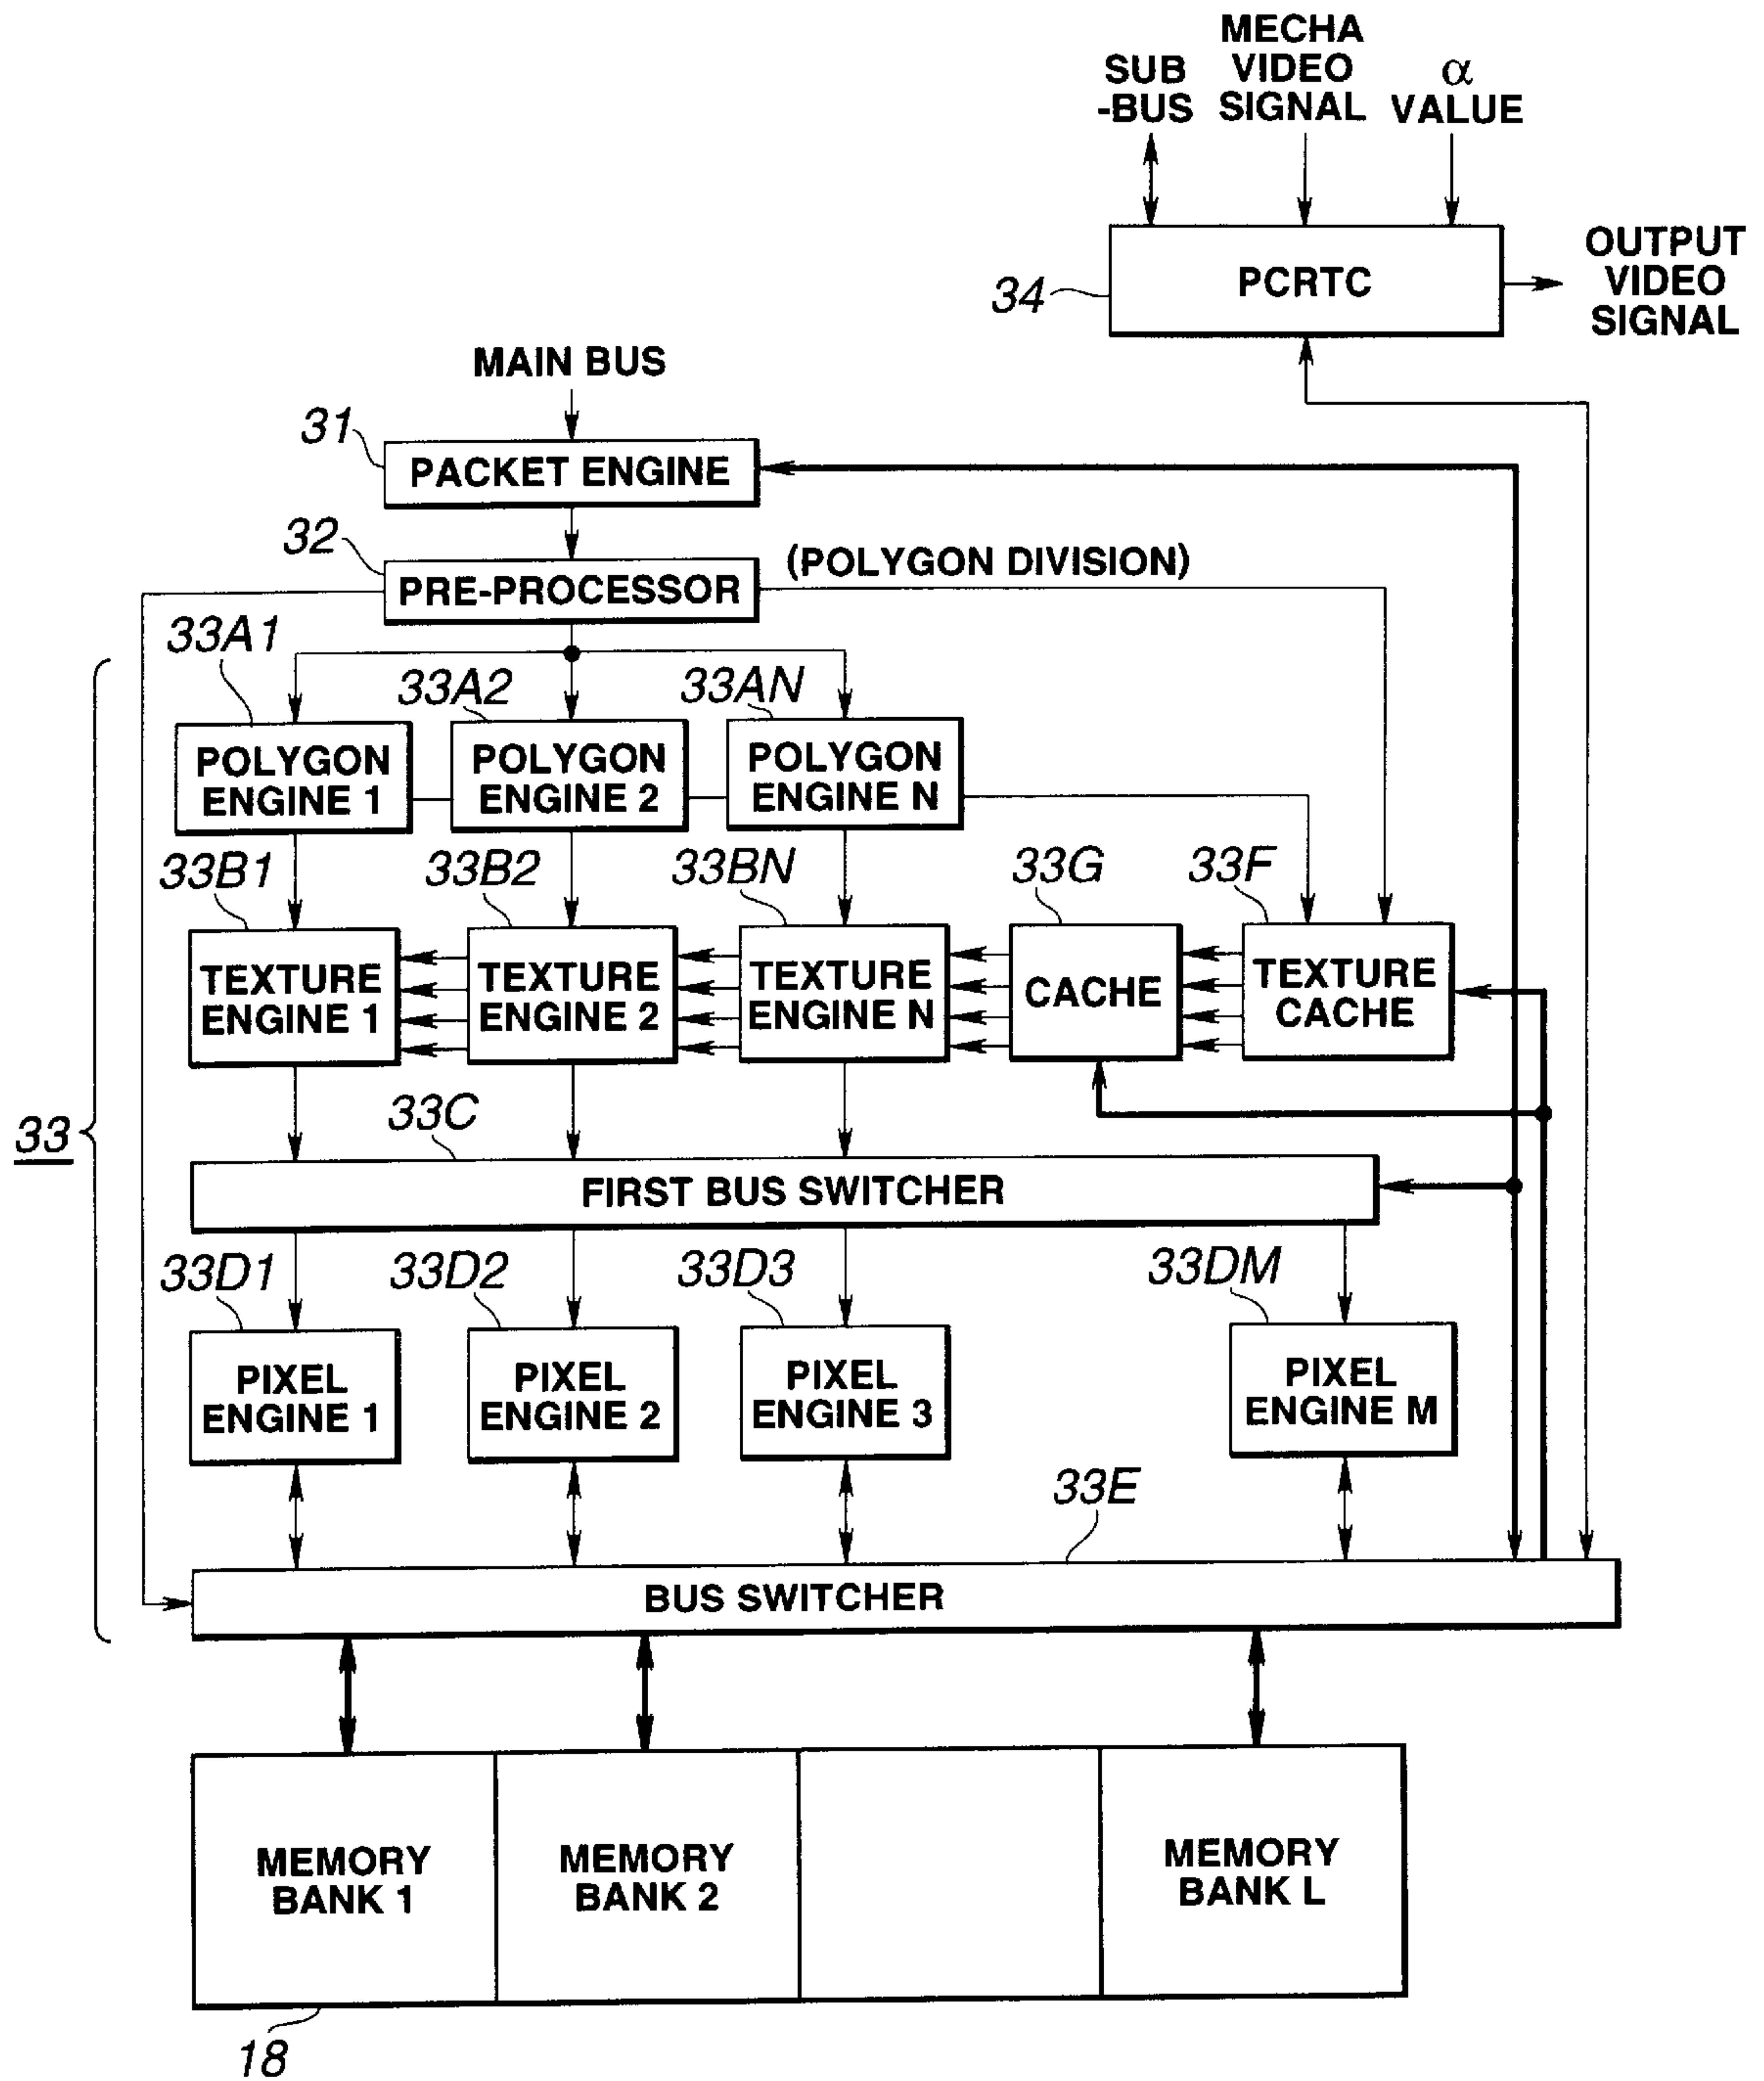 MECHA
VIDEO
SIGNAL
SUB
-BUS
α
VALUE
34
PCRTC
OUTPUT
VIDEO
SIGNAL
MAIN BUS
31
PACKET ENGINE
32
PRE-PROCESSOR
(POLYGON DIVISION)
33A1
33A2
33AN
POLYGON
ENGINE 1
POLYGON
ENGINE 2
POLYGON
ENGINE N
33B1
33B2
33BN
33G
33F
TEXTURE
ENGINE 1
TEXTURE
ENGINE 2
TEXTURE
ENGINE N
CACHE
TEXTURE
CACHE
33
33C
FIRST BUS SWITCHER
33D1
33D2
33D3
33DM
PIXEL
ENGINE 1
PIXEL
ENGINE 2
PIXEL
ENGINE 3
PIXEL
ENGINE M
33E
BUS SWITCHER
MEMORY
BANK 1
MEMORY
BANK 2
MEMORY
BANK L
18